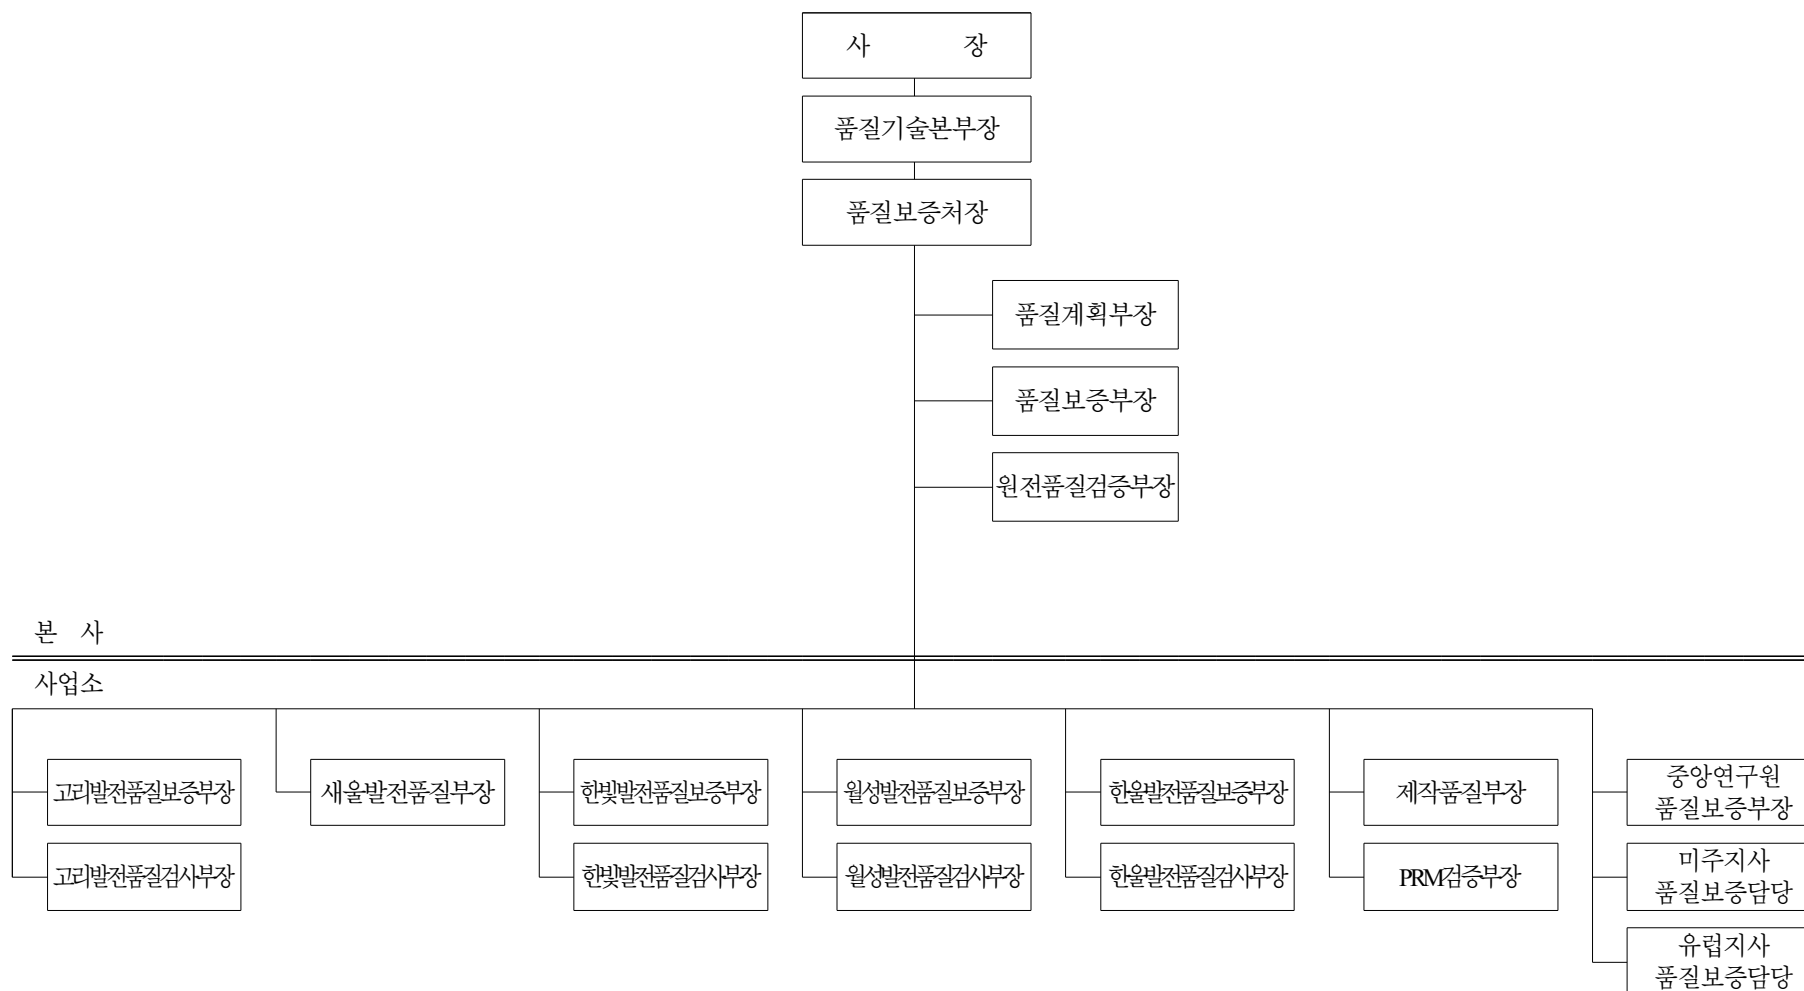 사 장
품질기술본부장
품질보증처장
품질계획부장
품질보증부장
원전품질검증부장
본 사
사업소
고리발전품질보증부장
새울발전품질부장
한빛발전품질보증부장
월성발전품질보증부장
한울발전품질보증부장
제작품질부장
중앙연구원
품질보증부장
고리발전품질검사부장
한빛발전품질검사부장
월성발전품질검사부장
한울발전품질검사부장
PRM검증부장
미주지사
품질보증담당
유럽지사
품질보증담당